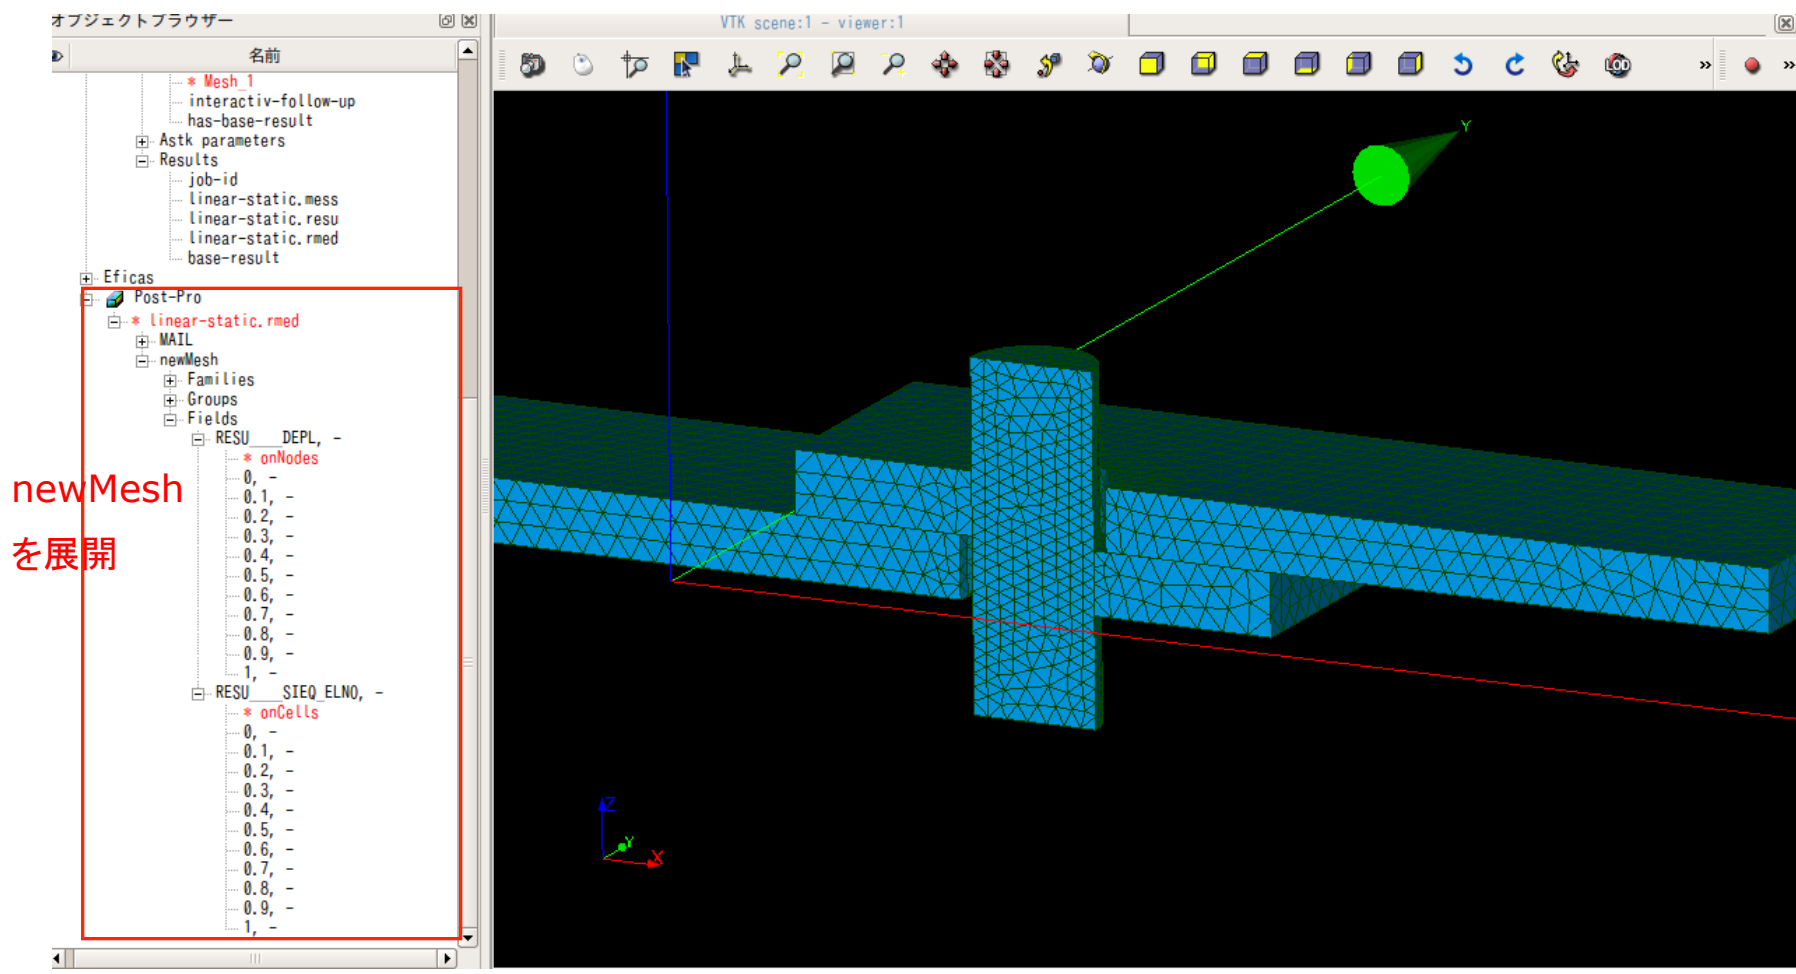 オブジェクトブラウザー
VTK scene:1 - viewer:1
名前
* Mesh_1
interactiv-follow-up
has-base-result
Astk parameters
Results
job-id
linear-static.mess
linear-static.resu
linear-static.rmed
base-result
Eficas
Post-Pro
* linear-static.rmed
MAIL
newMesh
Families
Groups
Fields
RESU____DEPL, -
* onNodes
0, -
0.1, -
0.2, -
0.3, -
0.4, -
0.5, -
0.6, -
0.7, -
0.8, -
0.9, -
1, -
RESU____SIEQ_ELNO, -
* onCells
0, -
0.1, -
0.2, -
0.3, -
0.4, -
0.5, -
0.6, -
0.7, -
0.8, -
0.9, -
1, -
newMesh
を展開
LOD
»
»
Y
Z
Y
X